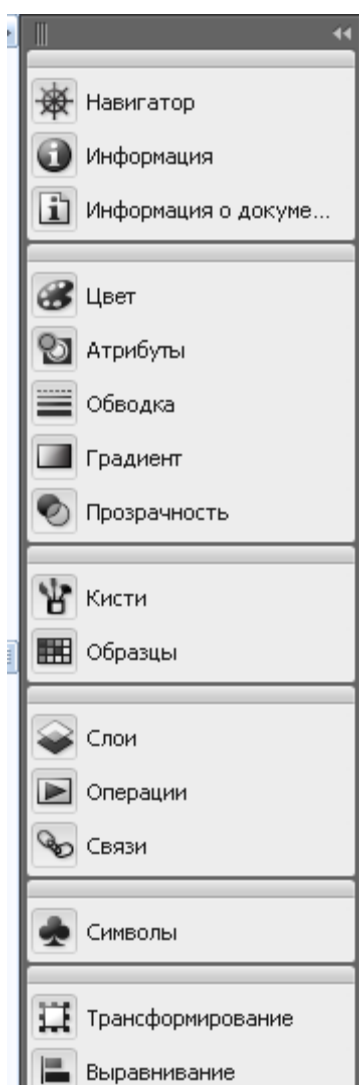 Навигатор
Информация
Информация о докуме...
Цвет
Атрибуты
Обводка
Градиент
Прозрачность
Кисти
Образцы
Слои
Операции
Связи
Символы
Трансформирование
Выравнивание